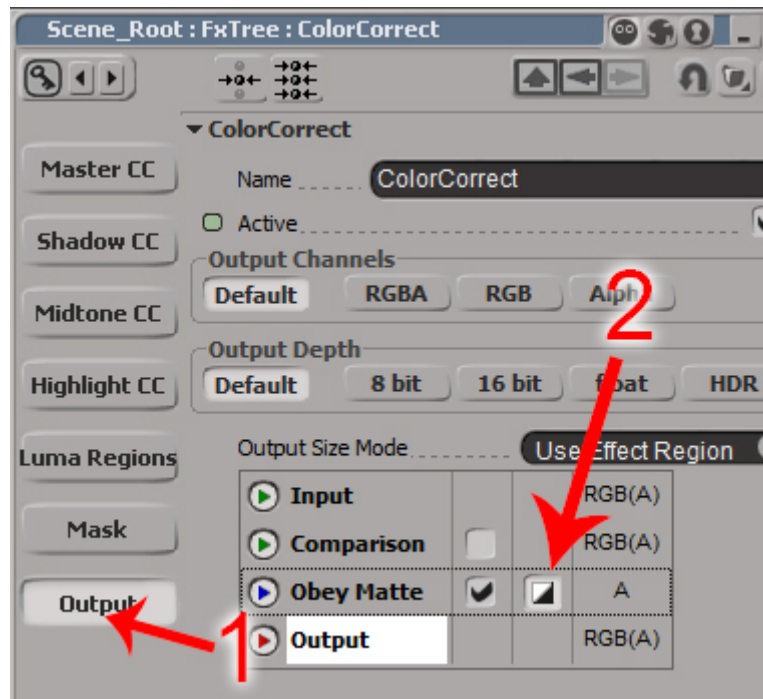 Scene_Root : FxTree : ColorCorrect
ColorCorrect
Master CC
Name ColorCorrect
Shadow CC
Active
Output Channels
Default RGBA RGB Alpha
Midtone CC
Output Depth
Highlight CC
Default 8 bit 16 bit float HDR
Luma Regions
Output Size Mode Use Effect Region
Input RGB(A)
Mask
Comparison RGB(A)
Output
Obey Matte A
Output RGB(A)
1
2